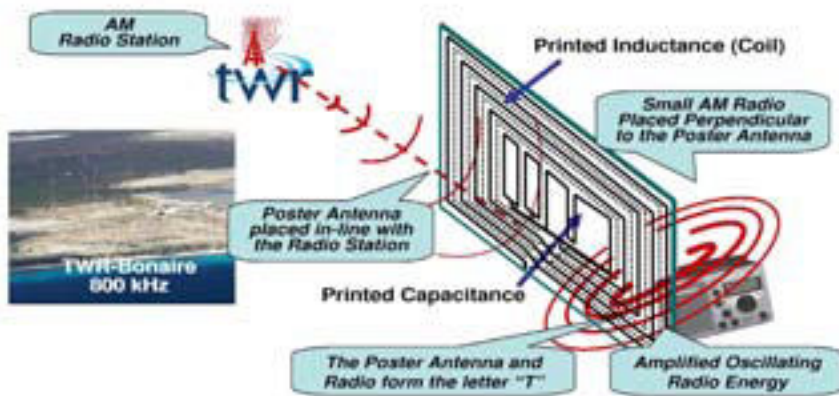 AM
Radio Station
twr
Printed Inductance (Coil)
Small AM Radio
Placed Perpendicular
to the Poster Antenna
Poster Antenna
placed in-line with
the Radio Station
TWR-Bonaire
800 kHz
Printed Capacitance
The Poster Antenna and
Radio form the letter “T”
Amplified Oscillating
Radio Energy